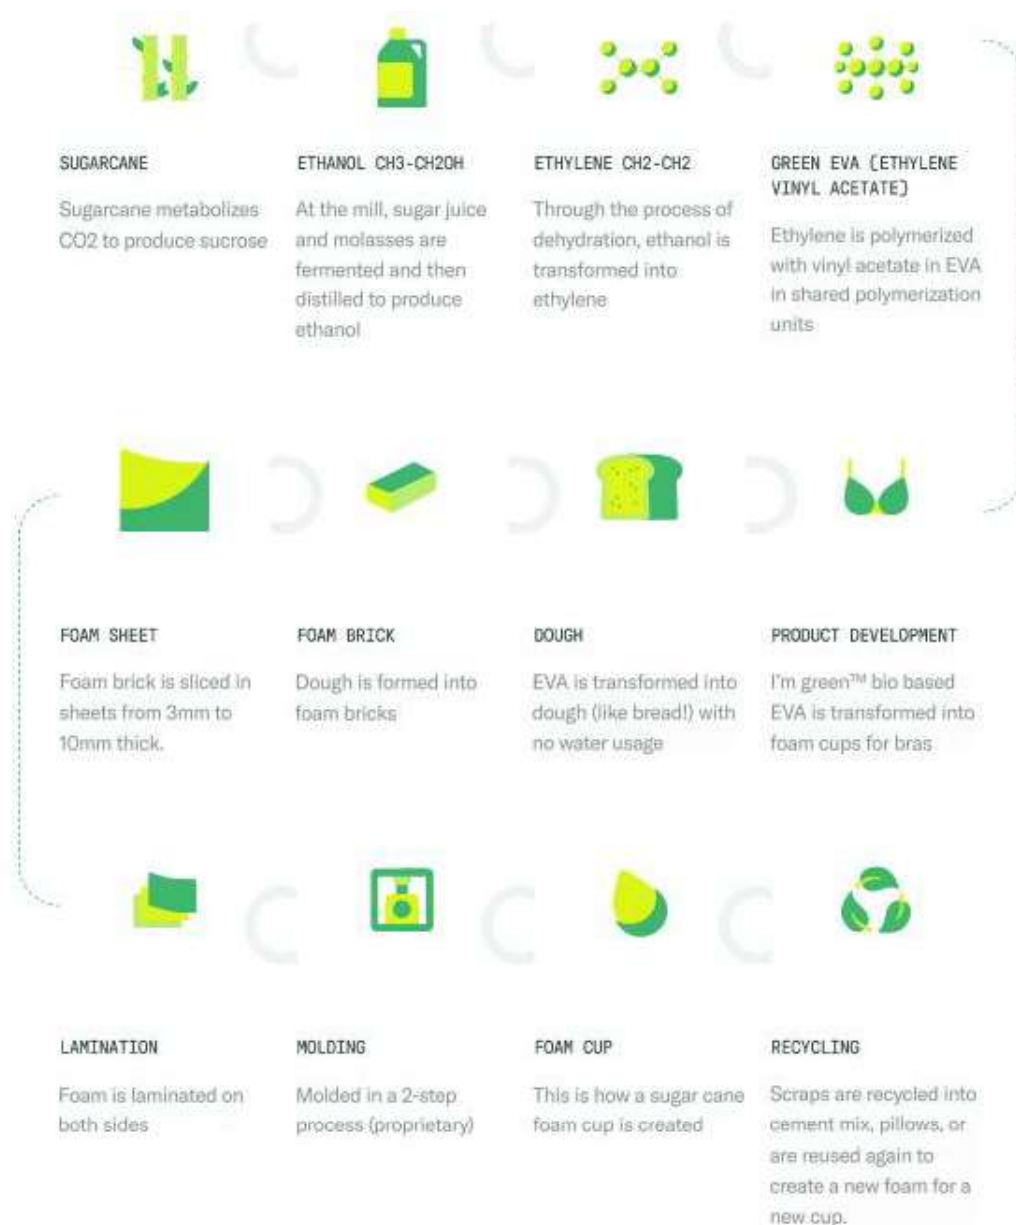 SUGARCANE
Sugarcane metabolizes
CO2 to produce sucrose
ETHANOL CH3-CH2OH
At the mill, sugar juice
and molasses are
fermented and then
distilled to produce
ethanol
ETHYLENE CH2-CH2
Through the process of
dehydration, ethanol is
transformed into
ethylene
GREEN EVA (ETHYLENE
VINYL ACETATE)
Ethylene is polymerized
with vinyl acetate in EVA
in shared polymerization
units
FOAM SHEET
Foam brick is sliced in
sheets from 3mm to
10mm thick.
FOAM BRICK
Dough is formed into
foam bricks
DOUGH
EVA is transformed into
dough (like bread!) with
no water usage
PRODUCT DEVELOPMENT
I'm green™ bio based
EVA is transformed into
foam cups for bras
LAMINATION
Foam is laminated on
both sides
MOLDING
Molded in a 2-step
process (proprietary)
FOAM CUP
This is how a sugar cane
foam cup is created
RECYCLING
Scraps are recycled into
cement mix, pillows, or
are reused again to
create a new foam for a
new cup.